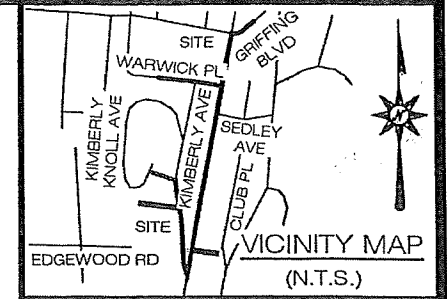 SITE
GRIFFING
BLVD
WARWICK PL
KIMBERLY
KNOLL AVE
KIMBERLY AVE
SEDLEY
AVE
CLUB PL
N
SITE
EDGEWOOD RD
VICINITY MAP
(N.T.S.)